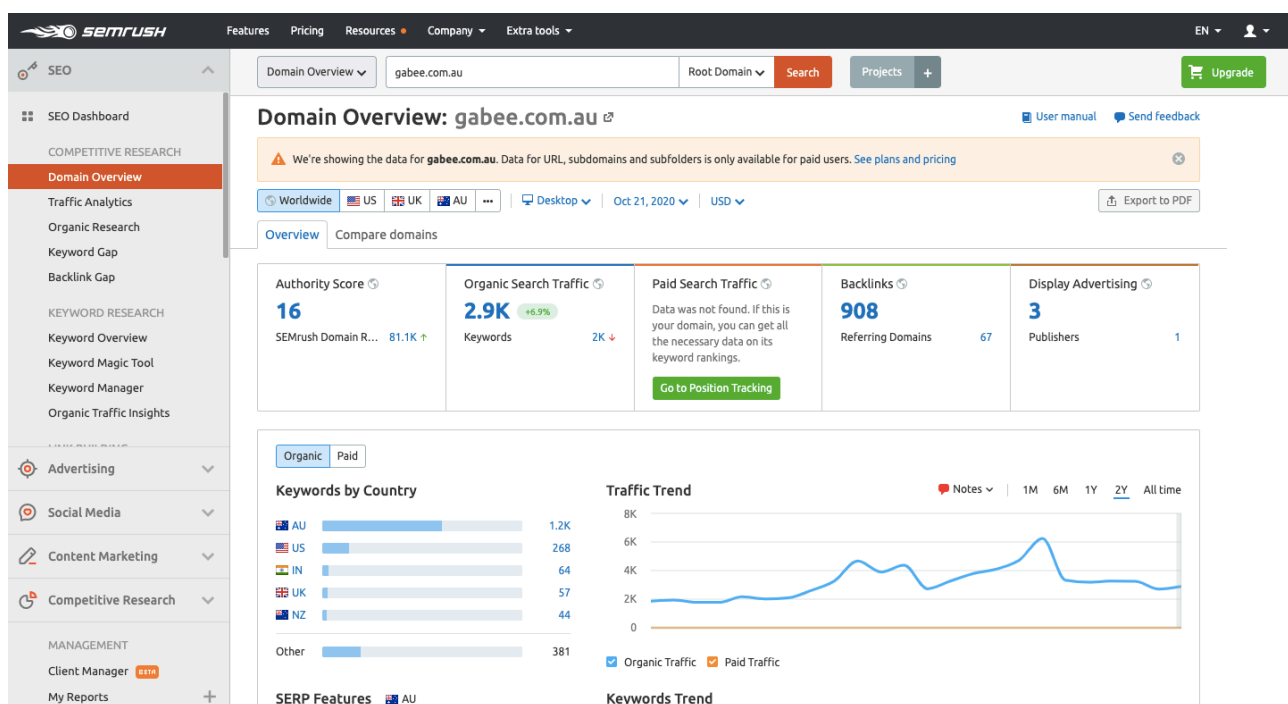 semrush
Features Pricing Resources Company Extra tools EN
SEO
Domain Overview gabee.com.au Root Domain Search Projects + Upgrade
SEO Dashboard
COMPETITIVE RESEARCH
Domain Overview
Traffic Analytics
Organic Research
Keyword Gap
Backlink Gap
KEYWORD RESEARCH
Keyword Overview
Keyword Magic Tool
Keyword Manager
Organic Traffic Insights
LINK BUILDING
Advertising
Social Media
Content Marketing
Competitive Research
MANAGEMENT
Client Manager BETA
My Reports +
Domain Overview: gabee.com.au
User manual Send feedback
We're showing the data for gabee.com.au. Data for URL, subdomains and subfolders is only available for paid users. See plans and pricing
Worldwide US UK AU ••• Desktop Oct 21, 2020 USD Export to PDF
Overview Compare domains
Authority Score
16
SEMrush Domain R... 81.1K ↑
Organic Search Traffic
2.9K +6.9%
Keywords 2K ↓
Paid Search Traffic
Data was not found. If this is
your domain, you can get all
the necessary data on its
keyword rankings.
Go to Position Tracking
Backlinks
908
Referring Domains 67
Display Advertising
3
Publishers 1
Organic Paid
Keywords by Country
AU 1.2K
US 268
IN 64
UK 57
NZ 44
Other 381
Traffic Trend
Notes 1M 6M 1Y 2Y All time
8K
6K
4K
2K
0
Organic Traffic Paid Traffic
SERP Features AU
Keywords Trend